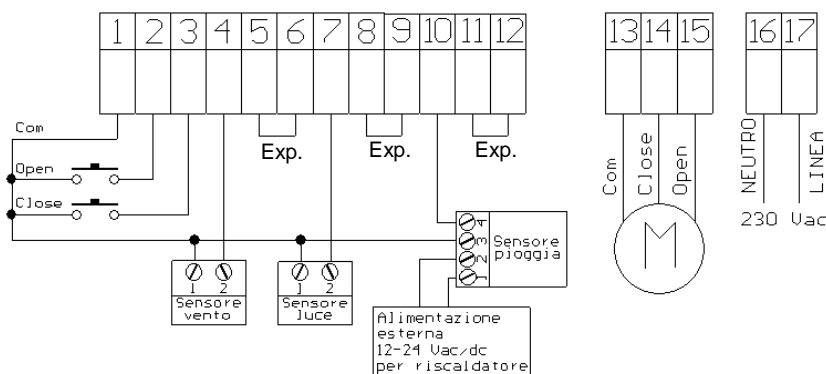 1 2 3 4 5 6 7 8 9 10 11 12 13 14 15 16 17
Com
Open
Close
Exp. Exp. Exp.
Com Close Open
NEUTRO LINEA
230 Vac
M
4
3
2
1
Sensore
pioggia
1 2
Sensore
vento
1 2
Sensore
luce
Alimentazione
esterna
12-24 Vac/dc
per riscaldatore